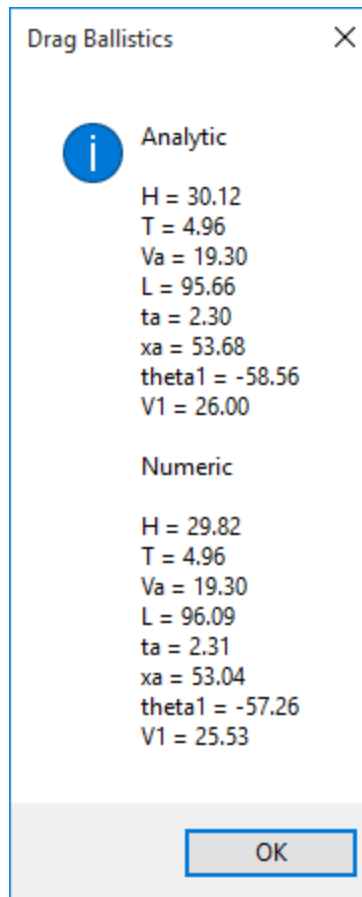 Drag Ballistics
Analytic
H = 30.12
T = 4.96
Va = 19.30
L = 95.66
ta = 2.30
xa = 53.68
theta1 = -58.56
V1 = 26.00
Numeric
H = 29.82
T = 4.96
Va = 19.30
L = 96.09
ta = 2.31
xa = 53.04
theta1 = -57.26
V1 = 25.53
OK